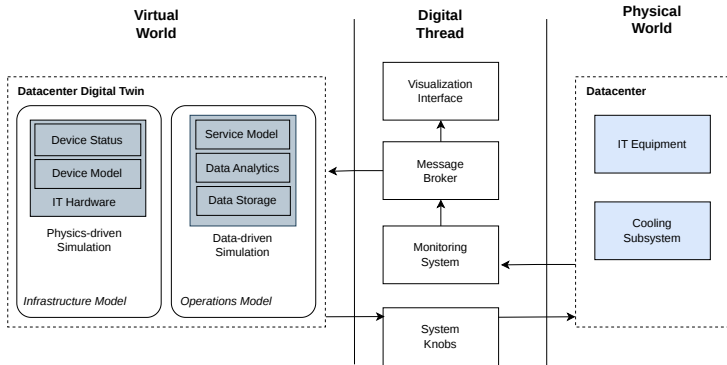 Virtual
World
Digital
Thread
Physical
World
Datacenter Digital Twin
Device Status
Device Model
IT Hardware
Physics-driven
Simulation
Infrastructure Model
Service Model
Data Analytics
Data Storage
Data-driven
Simulation
Operations Model
Visualization
Interface
Message
Broker
Monitoring
System
System
Knobs
Datacenter
IT Equipment
Cooling
Subsystem